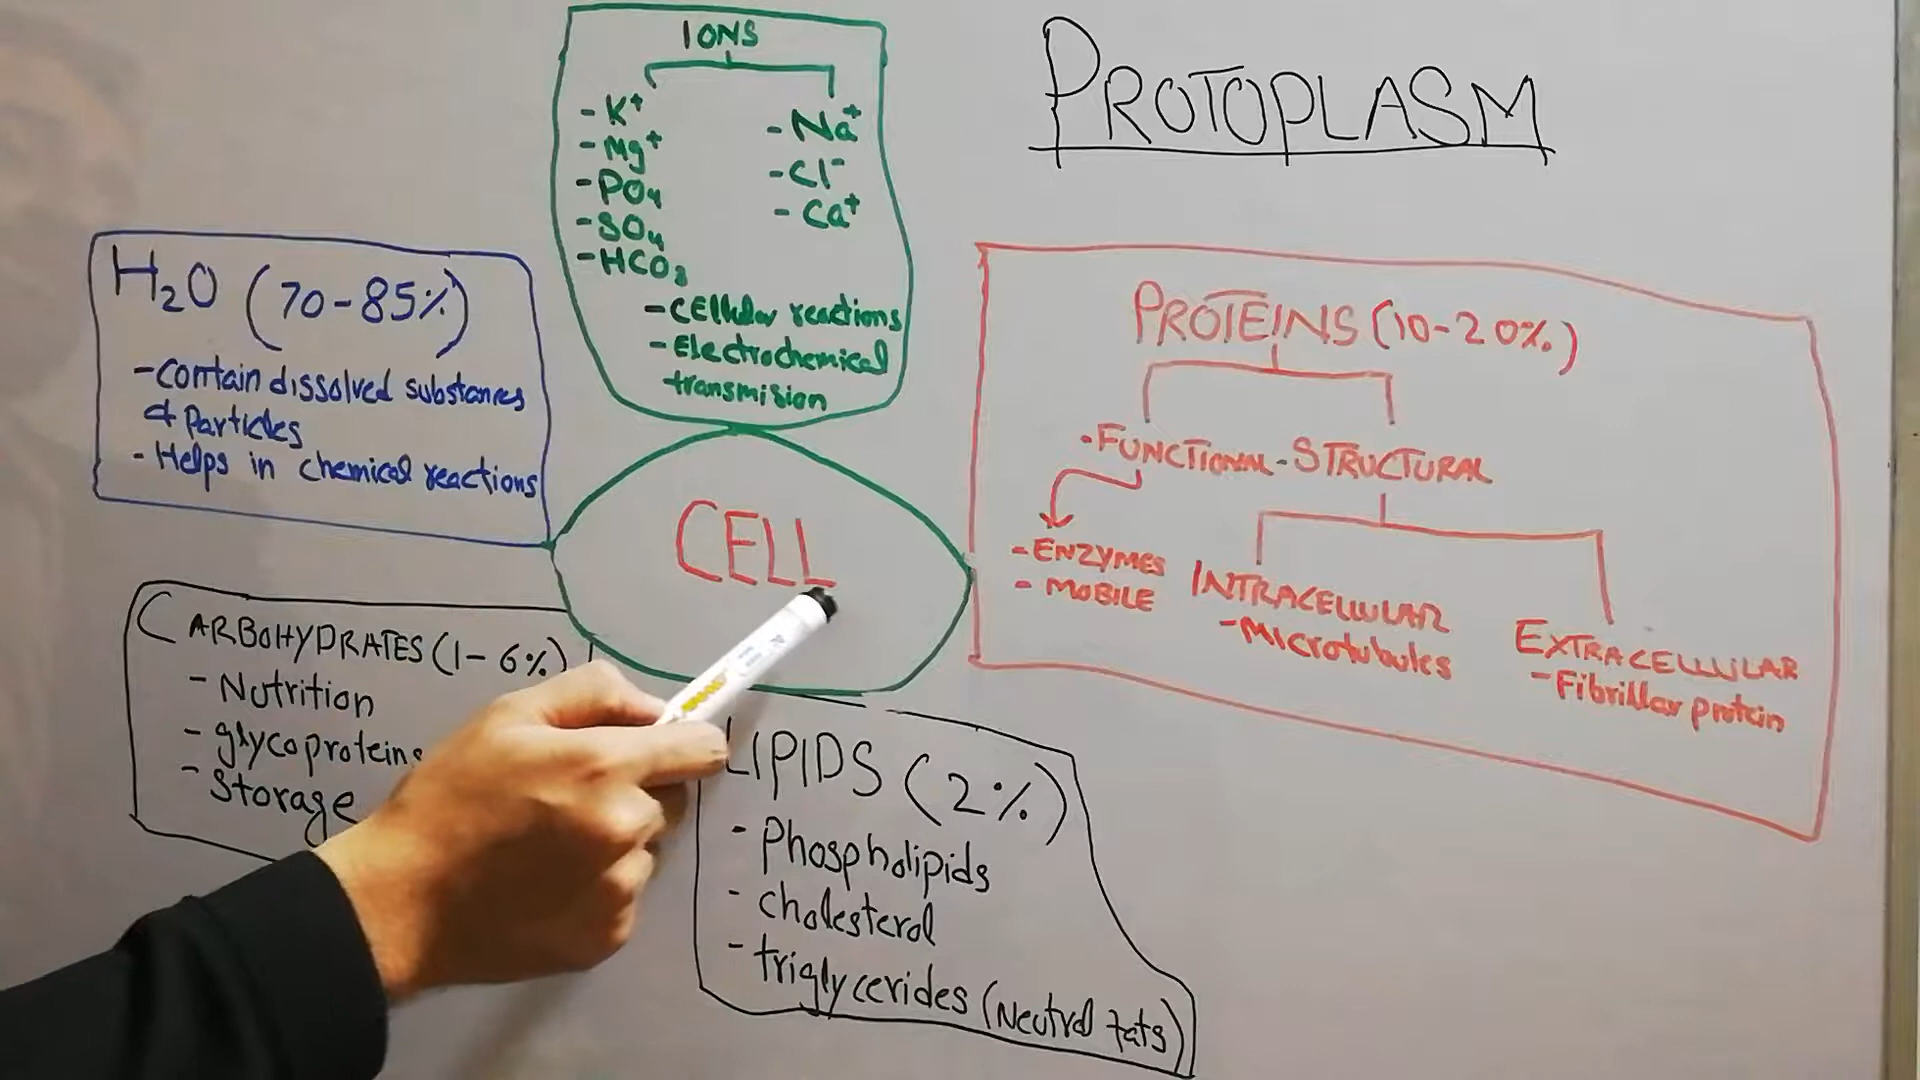 PROTOPLASM
IONS
- K+
- Mg+
- PO4
- SO4
- HCO3
- Na+
- Cl-
- Ca+
- Cellular reactions
- Electrochemical
transmision
H2O (70-85%)
- contain dissolved substances
& Particles
- Helps in chemical reactions
PROTEINS (10-20%)
- FUNCTIONAL
- STRUCTURAL
- ENZYMES
- MOBILE
INTRACELLULAR
- Microtubules
EXTRACELLULAR
- Fibrillar protein
CELL
CARBOHYDRATES (1-6%)
- Nutrition
- glycoproteins
- Storage
LIPIDS (2%)
- Phospholipids
- cholesterol
- triglycerides (Neutral fats)